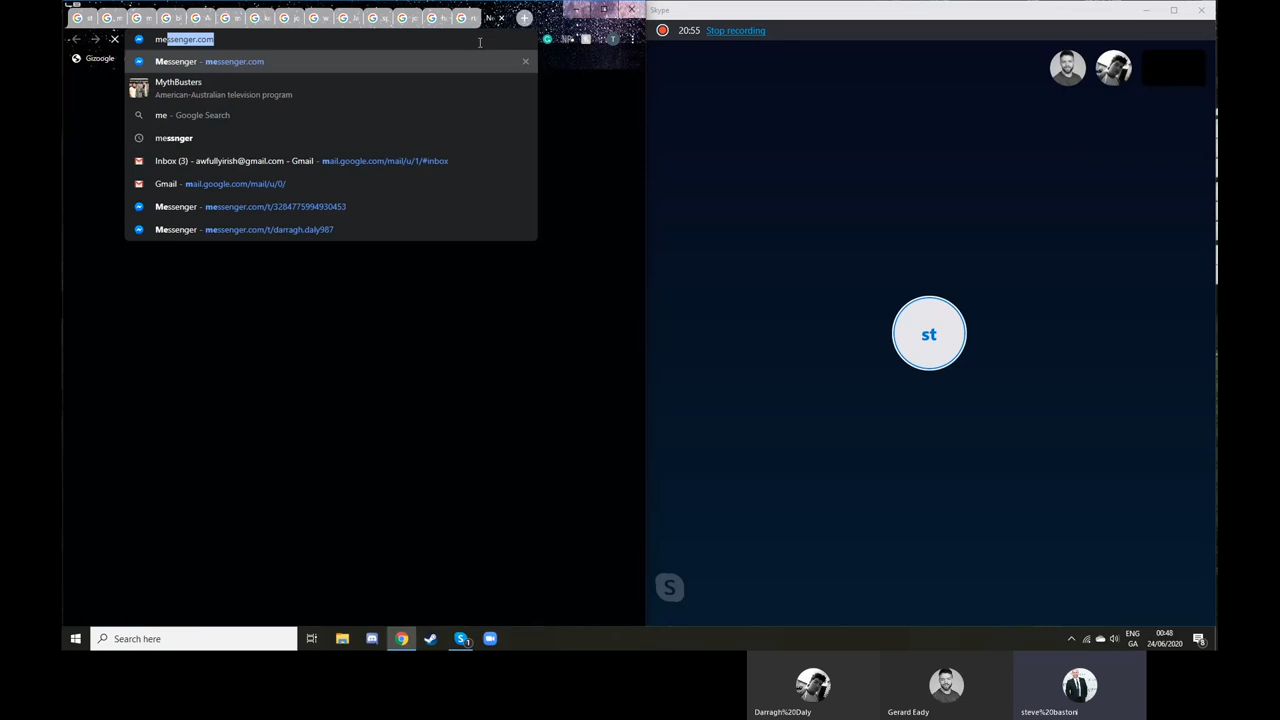 Skype
messenger.com
20:55 Stop recording
Gizoogle
Messenger - messenger.com
MythBusters
American-Australian television program
me - Google Search
messnger
Inbox (3) - awfullyirish@gmail.com - Gmail - mail.google.com/mail/u/1/#inbox
Gmail - mail.google.com/mail/u/0/
Messenger - messenger.com/t/3284775994930453
Messenger - messenger.com/t/darragh.daly987
st
S
Search here
1
ENG
GA
00:48
24/06/2020
8
Darragh%20Daly
Gerard Eady
steve%20bastoni